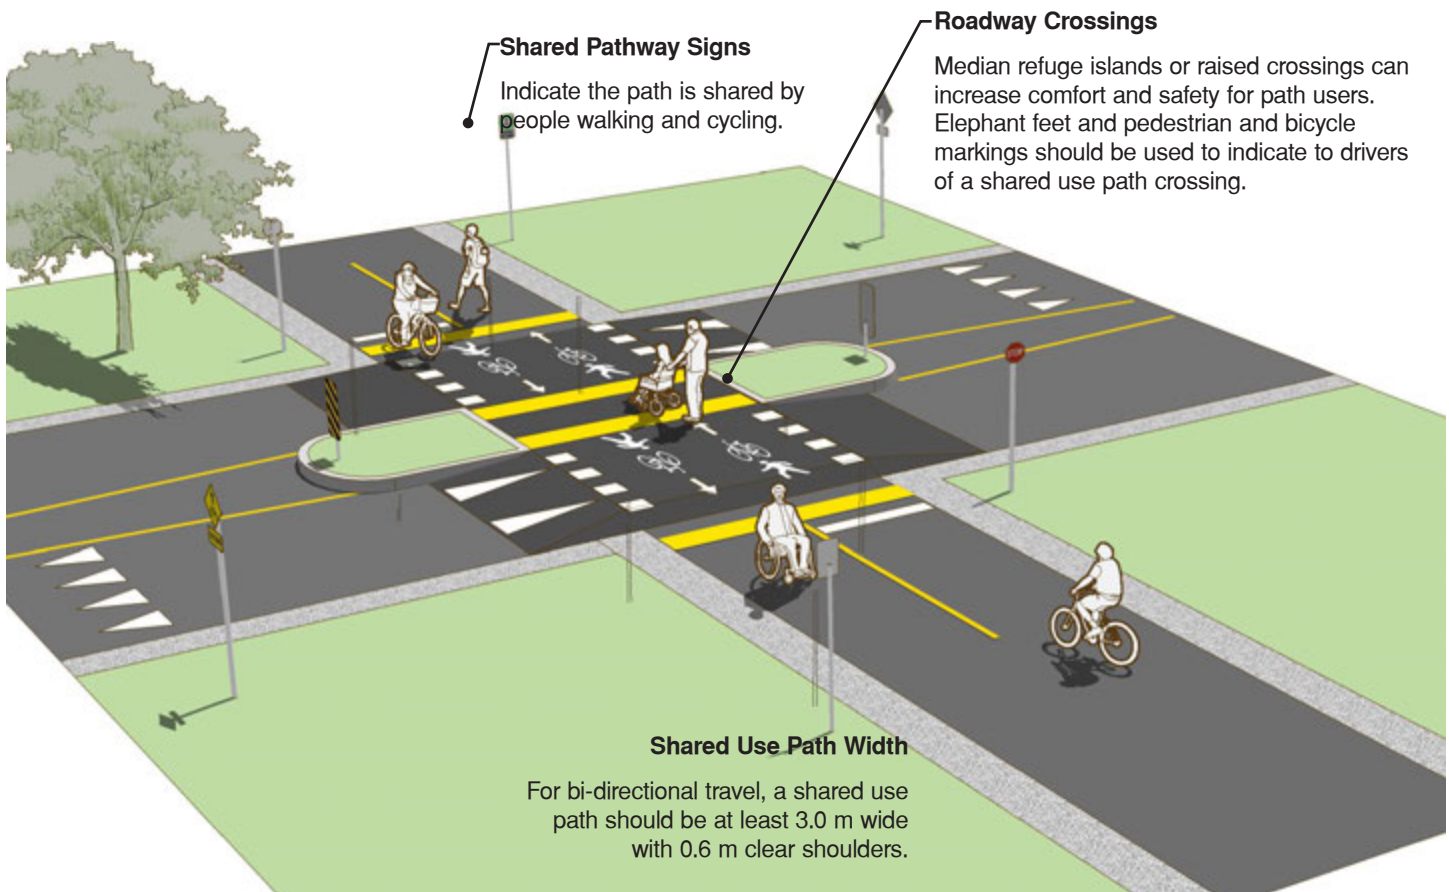 Shared Pathway Signs
Indicate the path is shared by
people walking and cycling.
Roadway Crossings
Median refuge islands or raised crossings can
increase comfort and safety for path users.
Elephant feet and pedestrian and bicycle
markings should be used to indicate to drivers
of a shared use path crossing.
Shared Use Path Width
For bi-directional travel, a shared use
path should be at least 3.0 m wide
with 0.6 m clear shoulders.